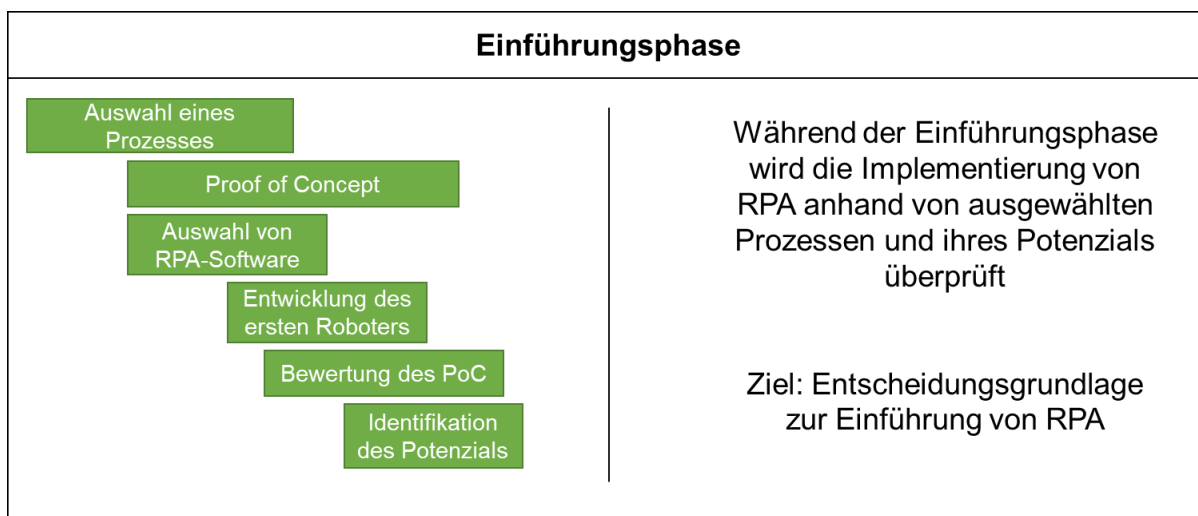 Einführungsphase
Auswahl eines
Prozesses
Proof of Concept
Auswahl von
RPA-Software
Entwicklung des
ersten Roboters
Bewertung des PoC
Identifikation
des Potenzials
Während der Einführungsphase
wird die Implementierung von
RPA anhand von ausgewählten
Prozessen und ihres Potenzials
überprüft
Ziel: Entscheidungsgrundlage
zur Einführung von RPA